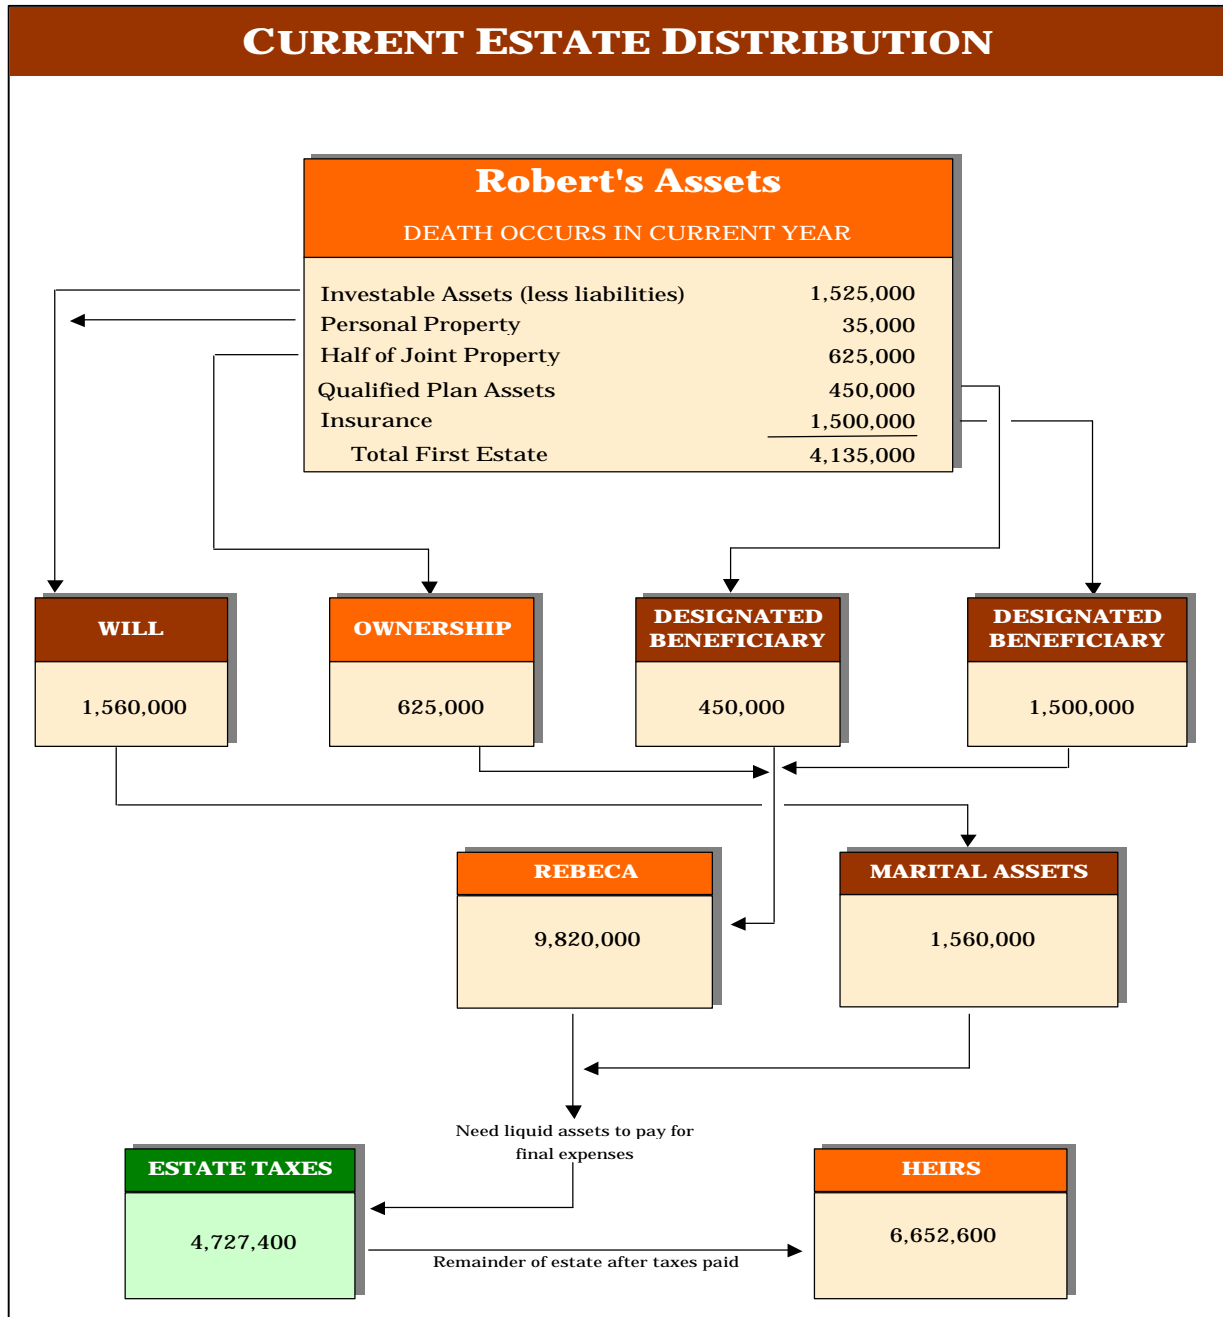 CURRENT ESTATE DISTRIBUTION
Robert's Assets
DEATH OCCURS IN CURRENT YEAR
Investable Assets (less liabilities) 1,525,000
Personal Property 35,000
Half of Joint Property 625,000
Qualified Plan Assets 450,000
Insurance 1,500,000
Total First Estate 4,135,000
WILL
1,560,000
OWNERSHIP
625,000
DESIGNATED
BENEFICIARY
450,000
DESIGNATED
BENEFICIARY
1,500,000
REBECA
9,820,000
MARITAL ASSETS
1,560,000
Need liquid assets to pay for
final expenses
ESTATE TAXES
4,727,400
Remainder of estate after taxes paid
HEIRS
6,652,600